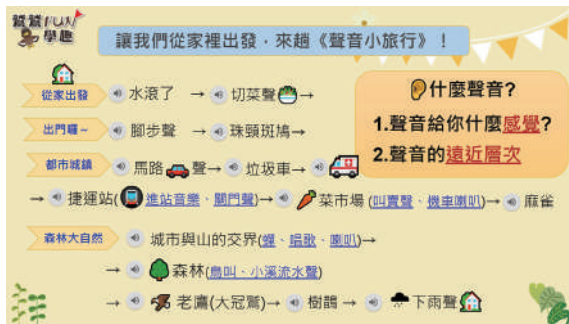 鷲鷲FUN
學趣
讓我們從家裡出發，來趟《聲音小旅行》！
從家出發 水滾了 → 切菜聲 →
出門囉~ 腳步聲 → 珠頸斑鳩→
都市城鎮 馬路 聲→ 垃圾車→
→ 捷運站(進站音樂、關門聲)→ 菜市場 (叫賣聲、機車喇叭)→ 麻雀
森林大自然 城市與山的交界(蟬、唱歌、喇叭)→
→ 森林(鳥叫、小溪流水聲)
→ 老鷹(大冠鷲)→ 樹鵲 → 下雨聲
什麼聲音?
1.聲音給你什麼感覺?
2.聲音的遠近層次